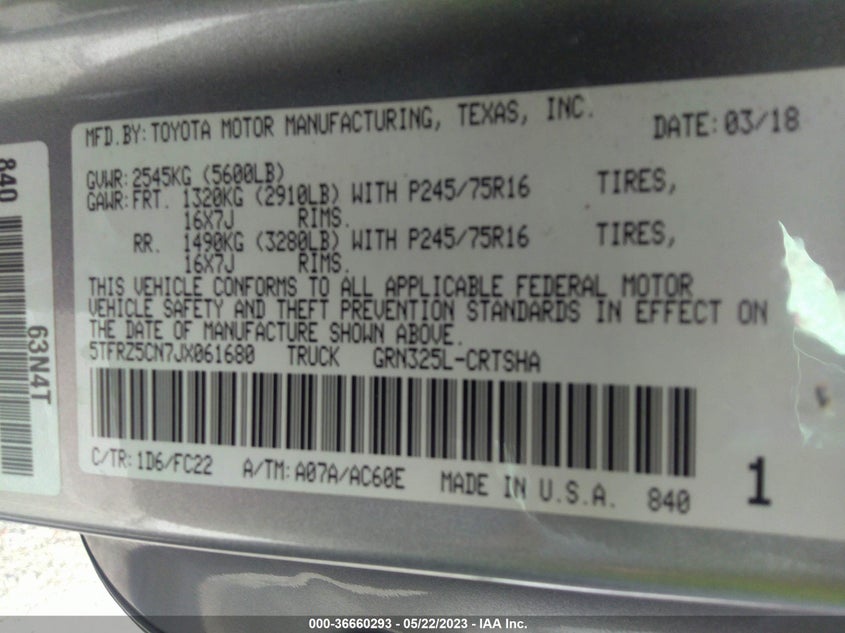 MFD.BY: TOYOTA MOTOR MANUFACTURING, TEXAS, INC. DATE: 03/18
GVWR: 2545KG (5600LB)
GAWR: FRT. 1320KG (2910LB) WITH P245/75R16 TIRES,
16X7J RIMS.
RR. 1490KG (3280LB) WITH P245/75R16 TIRES,
16X7J RIMS.
THIS VEHICLE CONFORMS TO ALL APPLICABLE FEDERAL MOTOR
VEHICLE SAFETY AND THEFT PREVENTION STANDARDS IN EFFECT ON
THE DATE OF MANUFACTURE SHOWN ABOVE.
5TFRZ5CN7JX061680 TRUCK GRN325L-CRTSHA
C/TR: 1D6/FC22 A/TM: A07A/AC60E MADE IN U.S.A. 840 1
840
63N4T
000-36660293 - 05/22/2023 - IAA Inc.